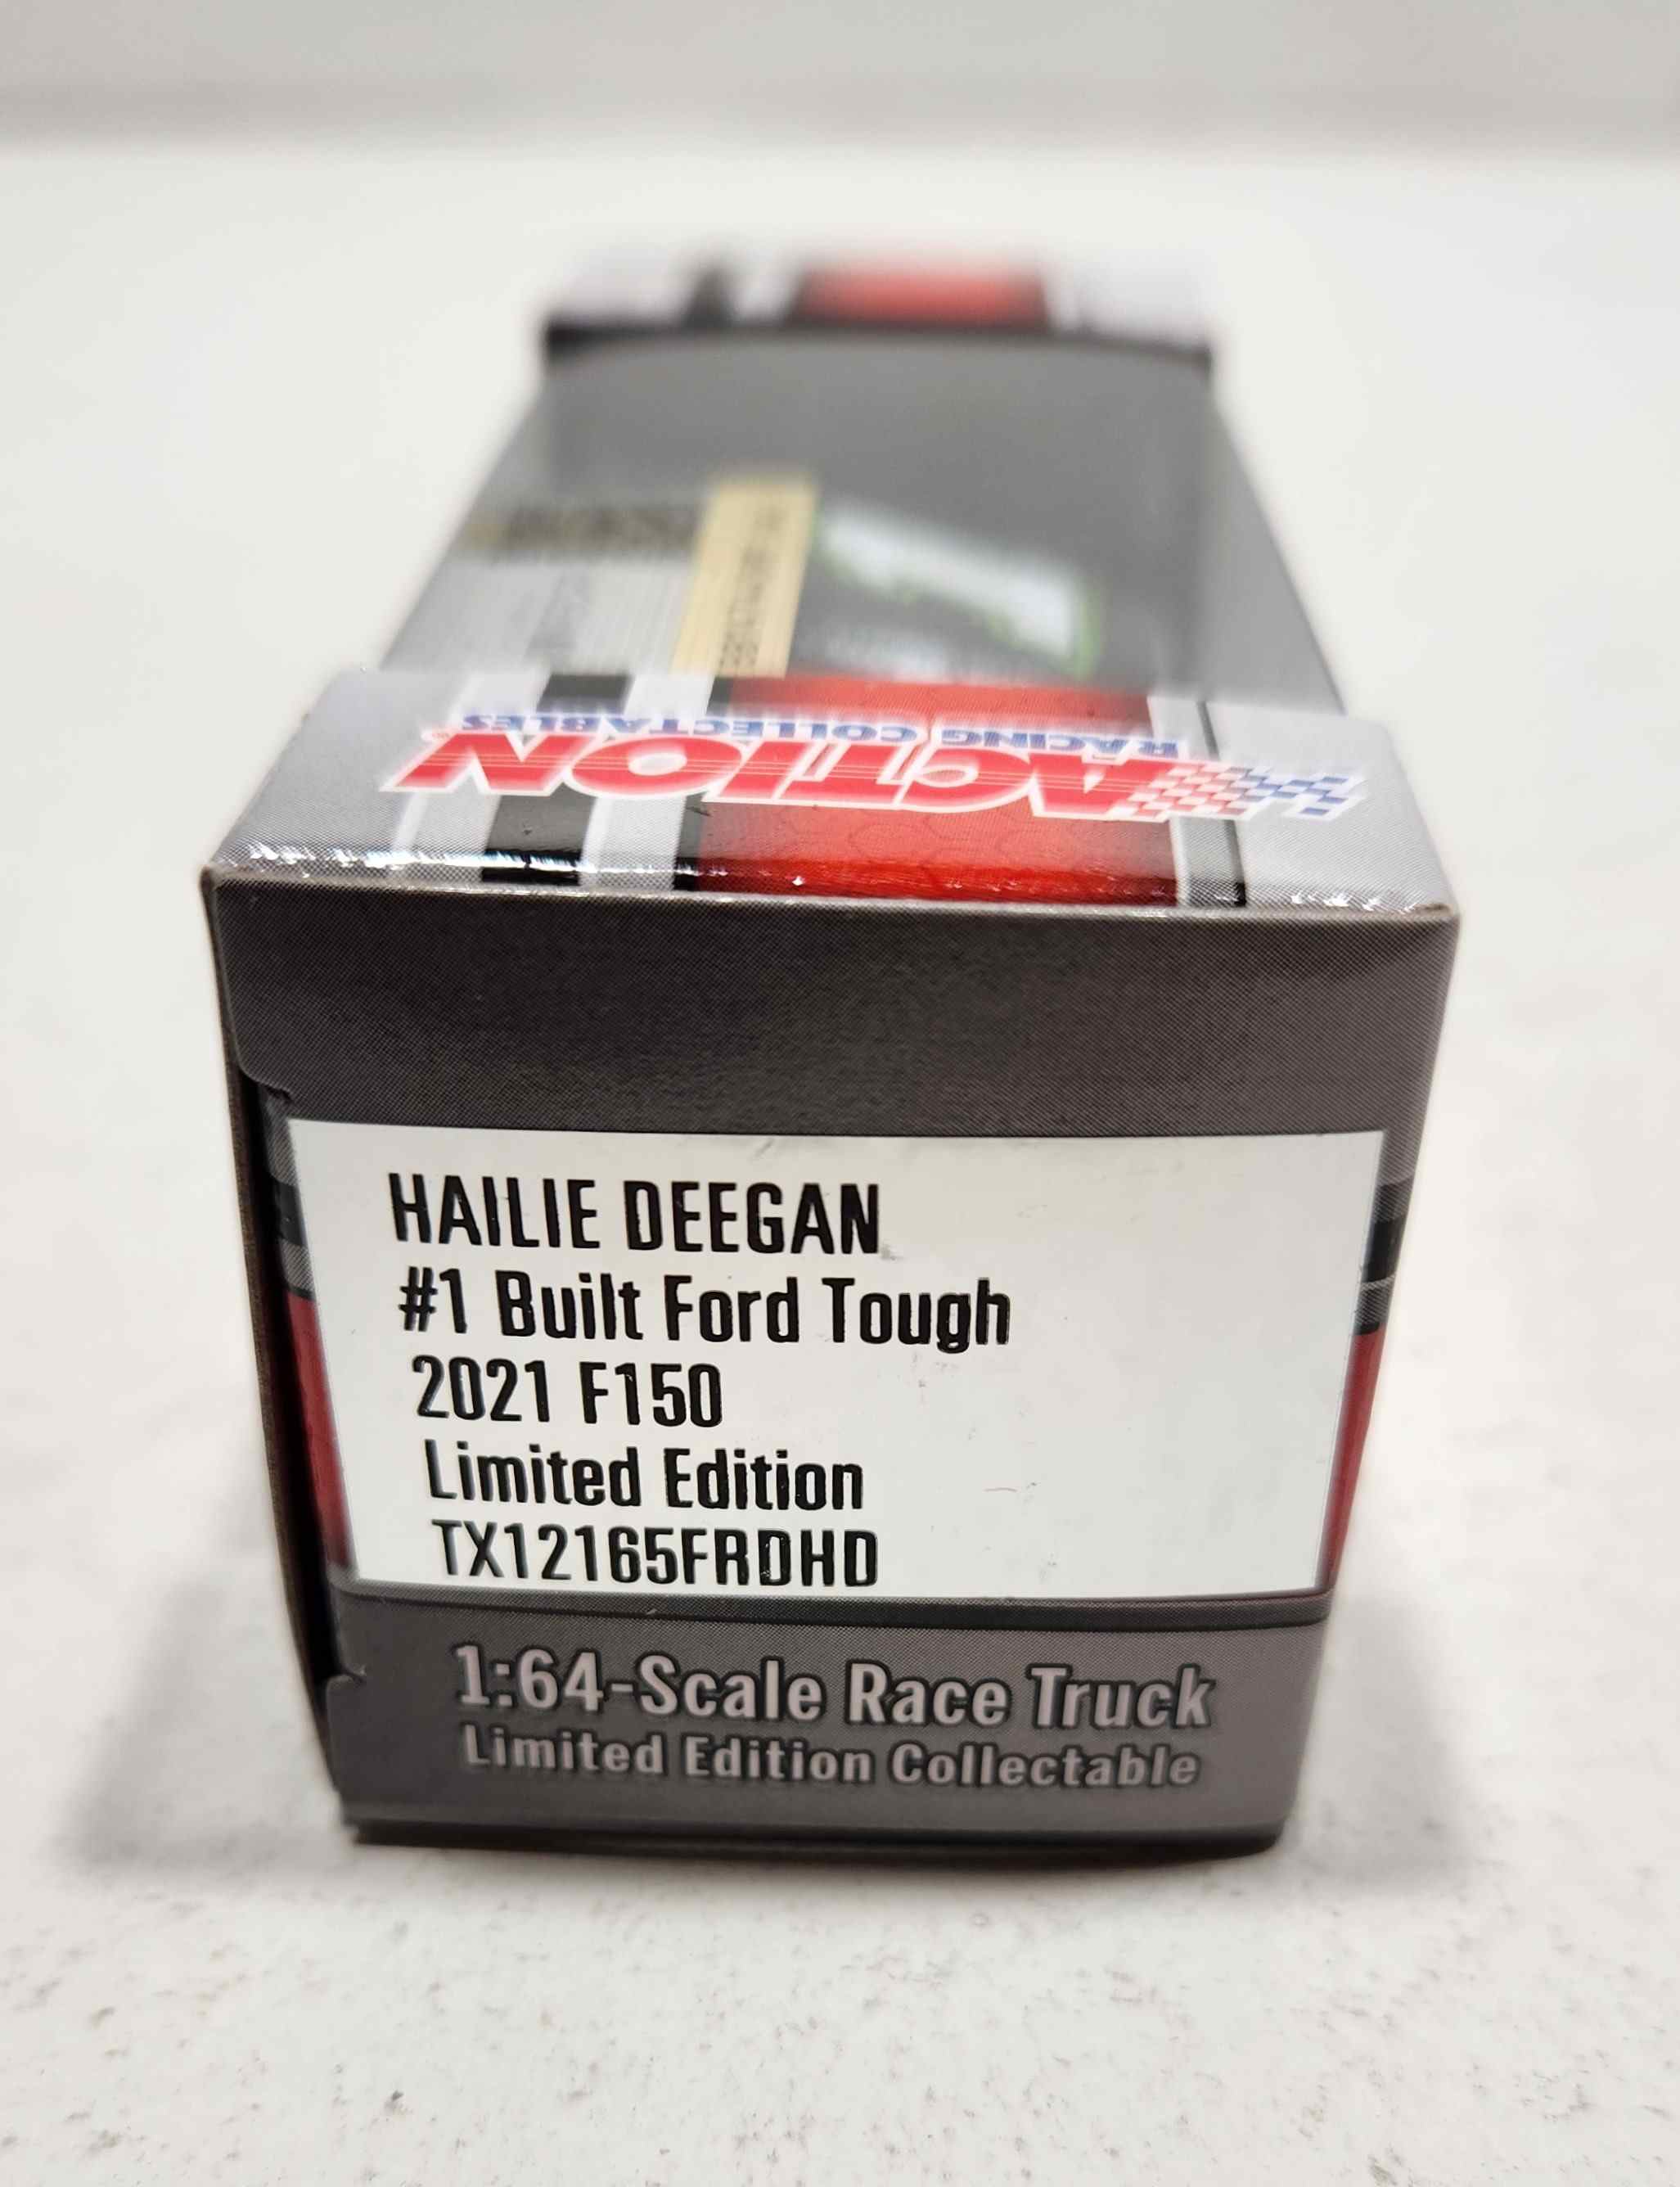 ACTION
RACING COLLECTABLES
HAILIE DEEGAN
#1 Built Ford Tough
2021 F150
Limited Edition
TX12165FRDHD
1:64-Scale Race Truck
Limited Edition Collectable